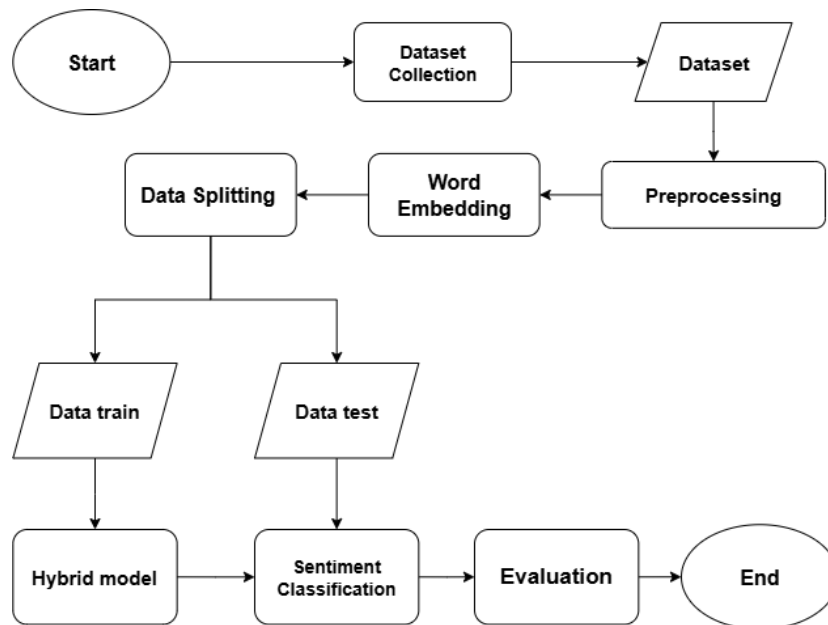 Start
Dataset
Collection
Dataset
Preprocessing
Word
Embedding
Data Splitting
Data train
Data test
Hybrid model
Sentiment
Classification
Evaluation
End